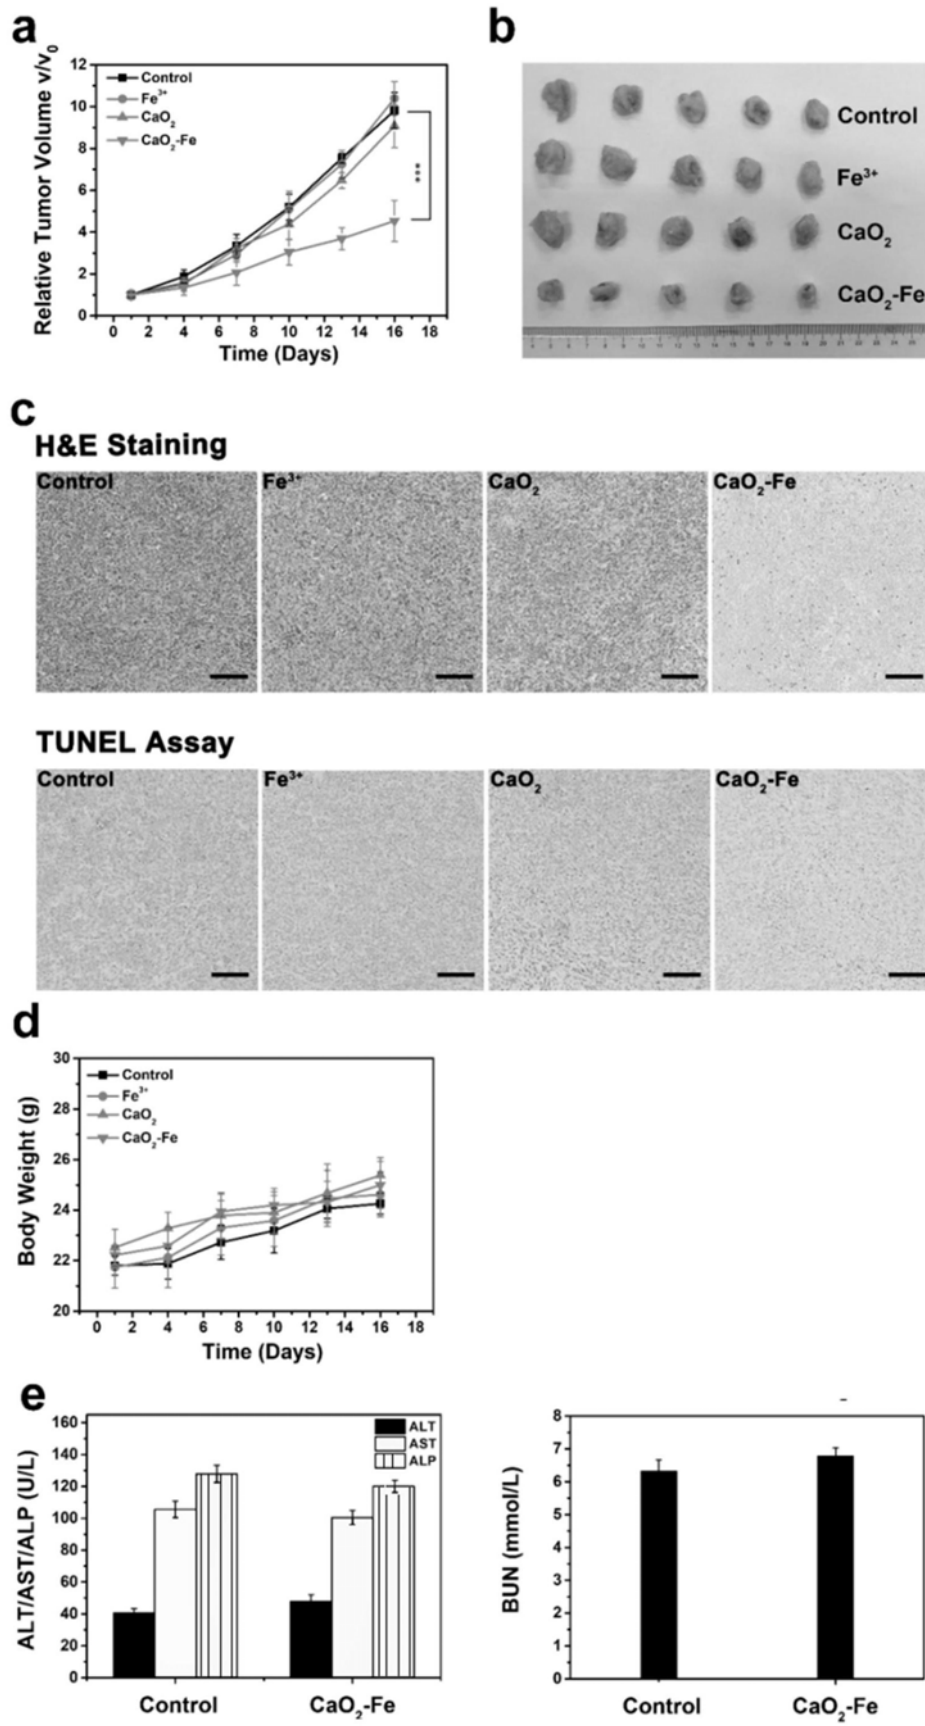 a
Relative Tumor Volume v/v₀
12
10
8
6
4
2
0
Control
Fe³⁺
CaO₂
CaO₂-Fe
***
0 2 4 6 8 10 12 14 16 18
Time (Days)
b
Control
Fe³⁺
CaO₂
CaO₂-Fe
c
H&E Staining
Control Fe³⁺ CaO₂ CaO₂-Fe
TUNEL Assay
Control Fe³⁺ CaO₂ CaO₂-Fe
d
Body Weight (g)
30
28
26
24
22
20
Control
Fe³⁺
CaO₂
CaO₂-Fe
0 2 4 6 8 10 12 14 16 18
Time (Days)
e
ALT/AST/ALP (U/L)
160
140
120
100
80
60
40
20
0
ALT
AST
ALP
Control CaO₂-Fe
BUN (mmol/L)
8
7
6
5
4
3
2
1
0
Control CaO₂-Fe